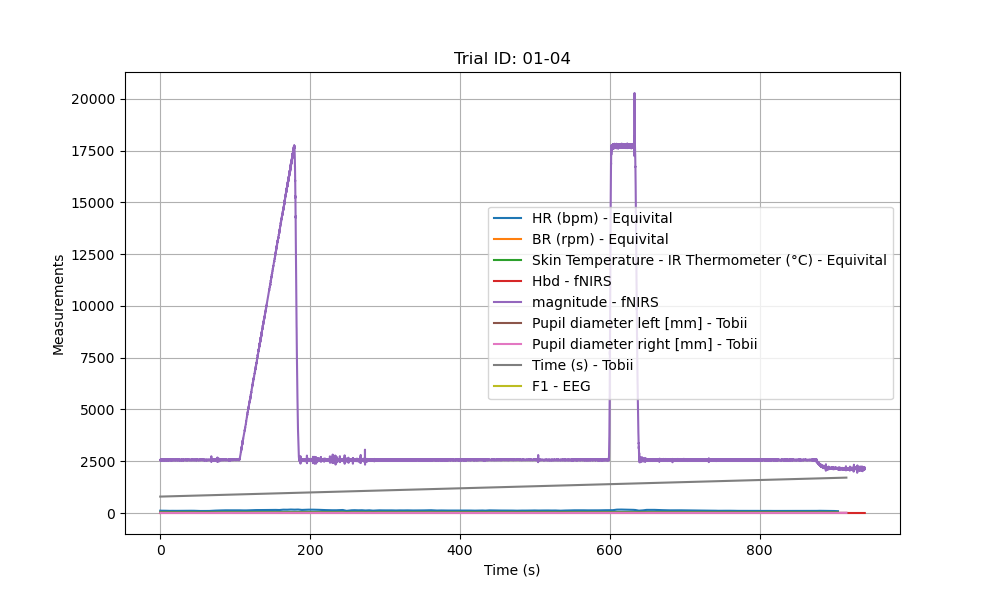 Trial ID: 01-04
Measurements
20000
17500
15000
12500
10000
7500
5000
2500
0
HR (bpm) - Equivital
BR (rpm) - Equivital
Skin Temperature - IR Thermometer (°C) - Equivital
Hbd - fNIRS
magnitude - fNIRS
Pupil diameter left [mm] - Tobii
Pupil diameter right [mm] - Tobii
Time (s) - Tobii
F1 - EEG
0 200 400 600 800
Time (s)